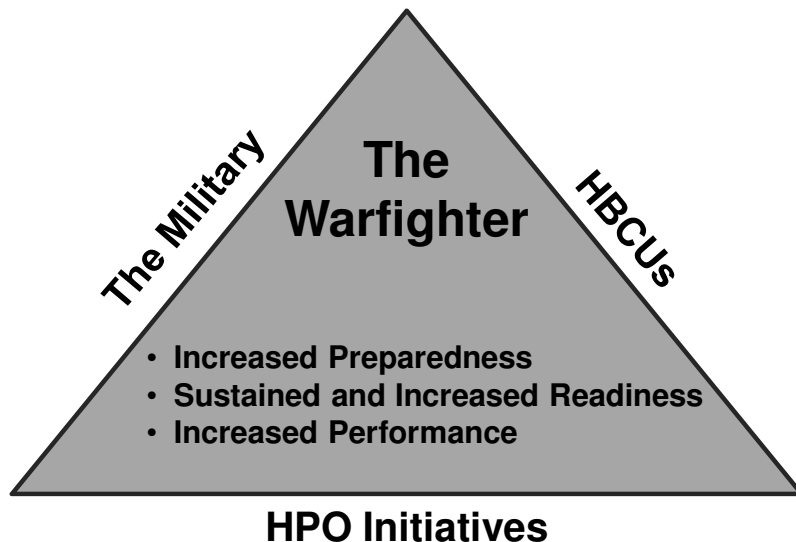 The Military
HBCUs
The
Warfighter
• Increased Preparedness
• Sustained and Increased Readiness
• Increased Performance
HPO Initiatives